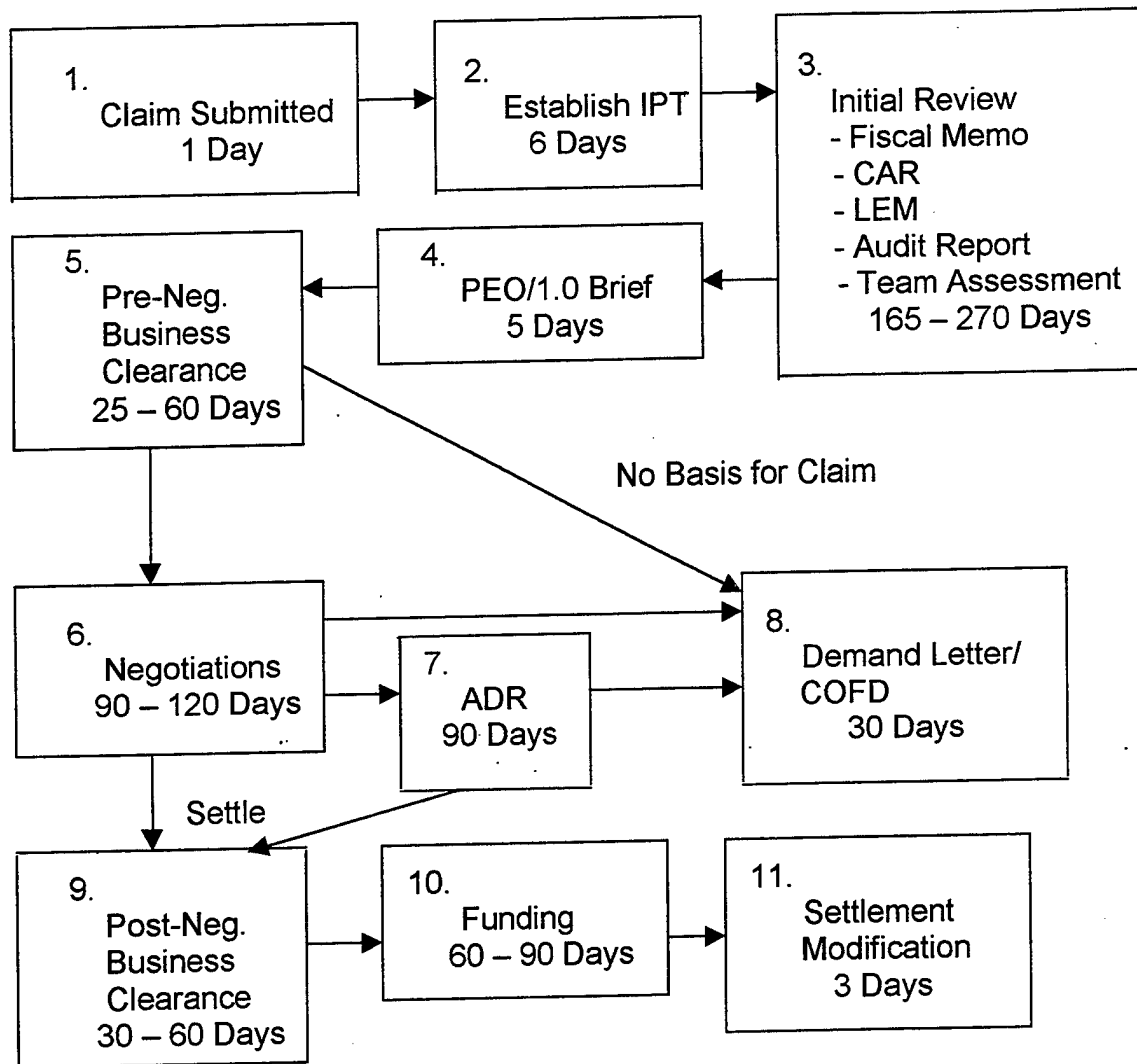 1.
Claim Submitted
1 Day
2.
Establish IPT
6 Days
3.
Initial Review
- Fiscal Memo
- CAR
- LEM
- Audit Report
- Team Assessment
165 – 270 Days
4.
PEO/1.0 Brief
5 Days
5.
Pre-Neg.
Business
Clearance
25 – 60 Days
No Basis for Claim
6.
Negotiations
90 – 120 Days
7.
ADR
90 Days
8.
Demand Letter/
COFD
30 Days
Settle
9.
Post-Neg.
Business
Clearance
30 – 60 Days
10.
Funding
60 – 90 Days
11.
Settlement
Modification
3 Days